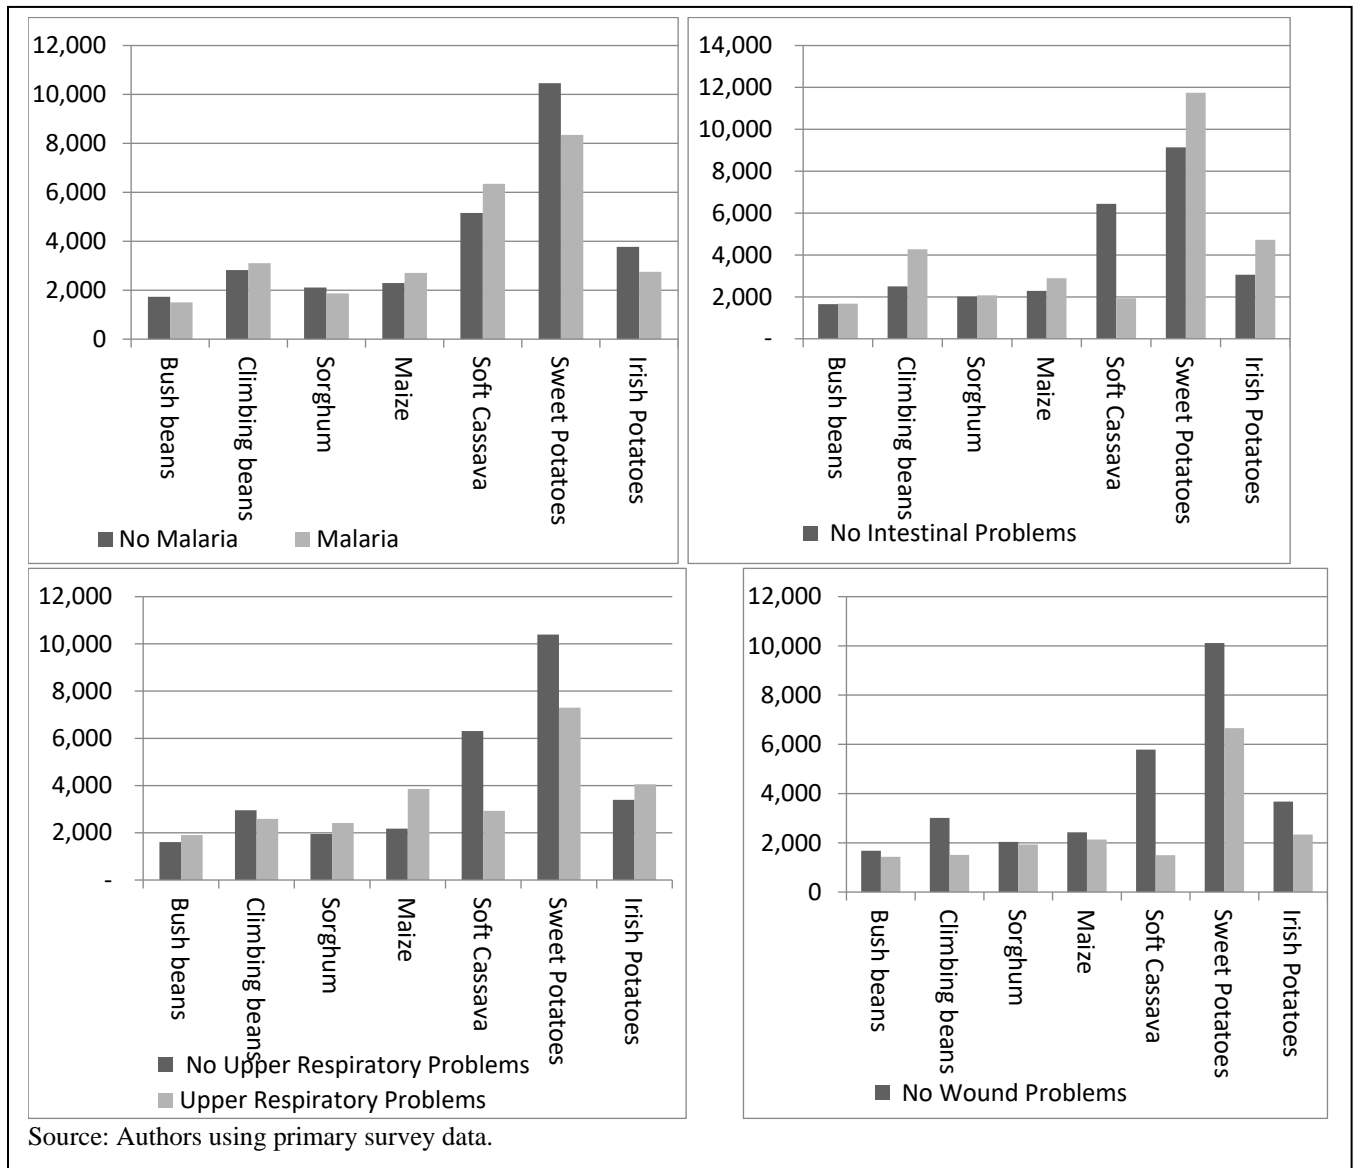 12,000
10,000
8,000
6,000
4,000
2,000
0
Bush beans
Climbing beans
Sorghum
Maize
Soft Cassava
Sweet Potatoes
Irish Potatoes
No Malaria
Malaria
14,000
12,000
10,000
8,000
6,000
4,000
2,000
-
Bush beans
Climbing beans
Sorghum
Maize
Soft Cassava
Sweet Potatoes
Irish Potatoes
No Intestinal Problems
12,000
10,000
8,000
6,000
4,000
2,000
-
Bush beans
Climbing beans
Sorghum
Maize
Soft Cassava
Sweet Potatoes
Irish Potatoes
No Upper Respiratory Problems
Upper Respiratory Problems
12,000
10,000
8,000
6,000
4,000
2,000
0
Bush beans
Climbing beans
Sorghum
Maize
Soft Cassava
Sweet Potatoes
Irish Potatoes
No Wound Problems
Source: Authors using primary survey data.